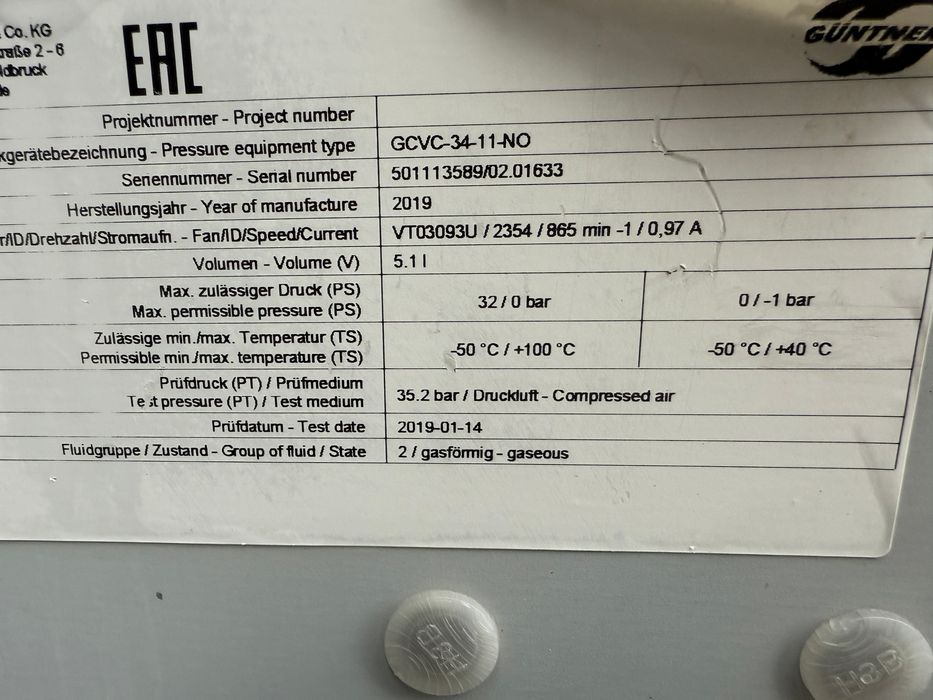 Co. KG
raße 2-6
dbruck
EAC
GÜNTNER
Projektnummer - Project number
kgerätebezeichnung - Pressure equipment type GCVC-34-11-NO
Seriennummer - Serial number 501113589/02.01633
Herstellungsjahr - Year of manufacture 2019
r/ID/Drehzahl/Stromaufn. - Fan/ID/Speed/Current VT03093U / 2354 / 865 min -1 / 0,97 A
Volumen - Volume (V) 5.1 l
Max. zulässiger Druck (PS)
Max. permissible pressure (PS) 32 / 0 bar 0 / -1 bar
Zulässige min./max. Temperatur (TS)
Permissible min./max. temperature (TS) -50 °C / +100 °C -50 °C / +40 °C
Prüfdruck (PT) / Prüfmedium
Test pressure (PT) / Test medium 35.2 bar / Druckluft - Compressed air
Prüfdatum - Test date 2019-01-14
Fluidgruppe / Zustand - Group of fluid / State 2 / gasförmig - gaseous